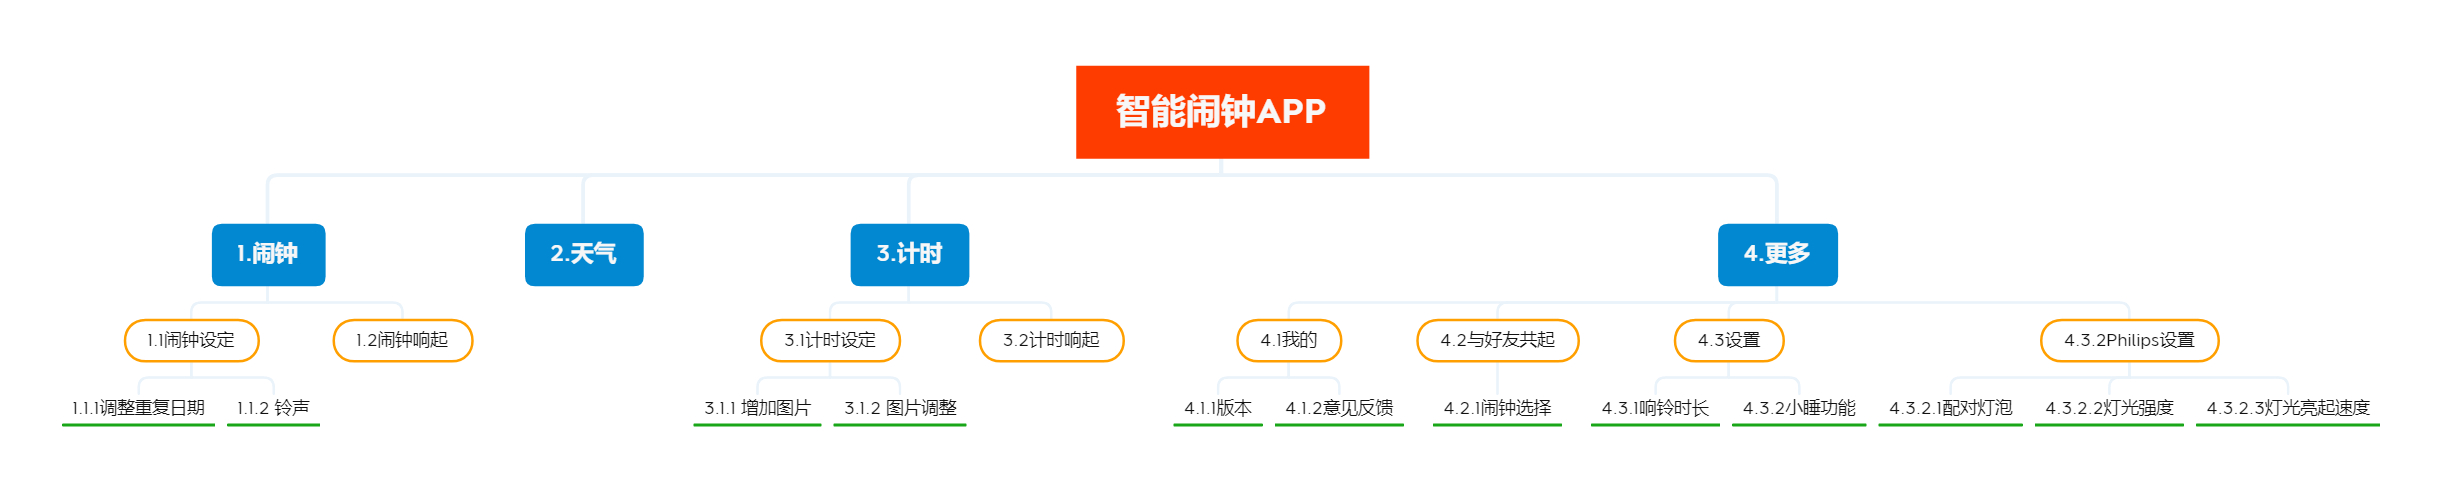 智能闹钟APP
1.闹钟
2.天气
3.计时
4.更多
1.1闹钟设定
1.2闹钟响起
3.1计时设定
3.2计时响起
4.1我的
4.2与好友共起
4.3设置
4.3.2Philips设置
1.1.1调整重复日期
1.1.2 铃声
3.1.1 增加图片
3.1.2 图片调整
4.1.1版本
4.1.2意见反馈
4.2.1闹钟选择
4.3.1响铃时长
4.3.2小睡功能
4.3.2.1配对灯泡
4.3.2.2灯光强度
4.3.2.3灯光亮起速度